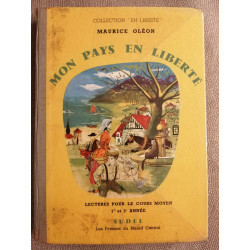 COLLECTION "EN LIBERTÉ"
MAURICE OLÉON
MON PAYS EN LIBERTÉ
LECTURES POUR LE COURS MOYEN
1re et 2e ANNÉE
SUDEL
Les Presses du Massif Central